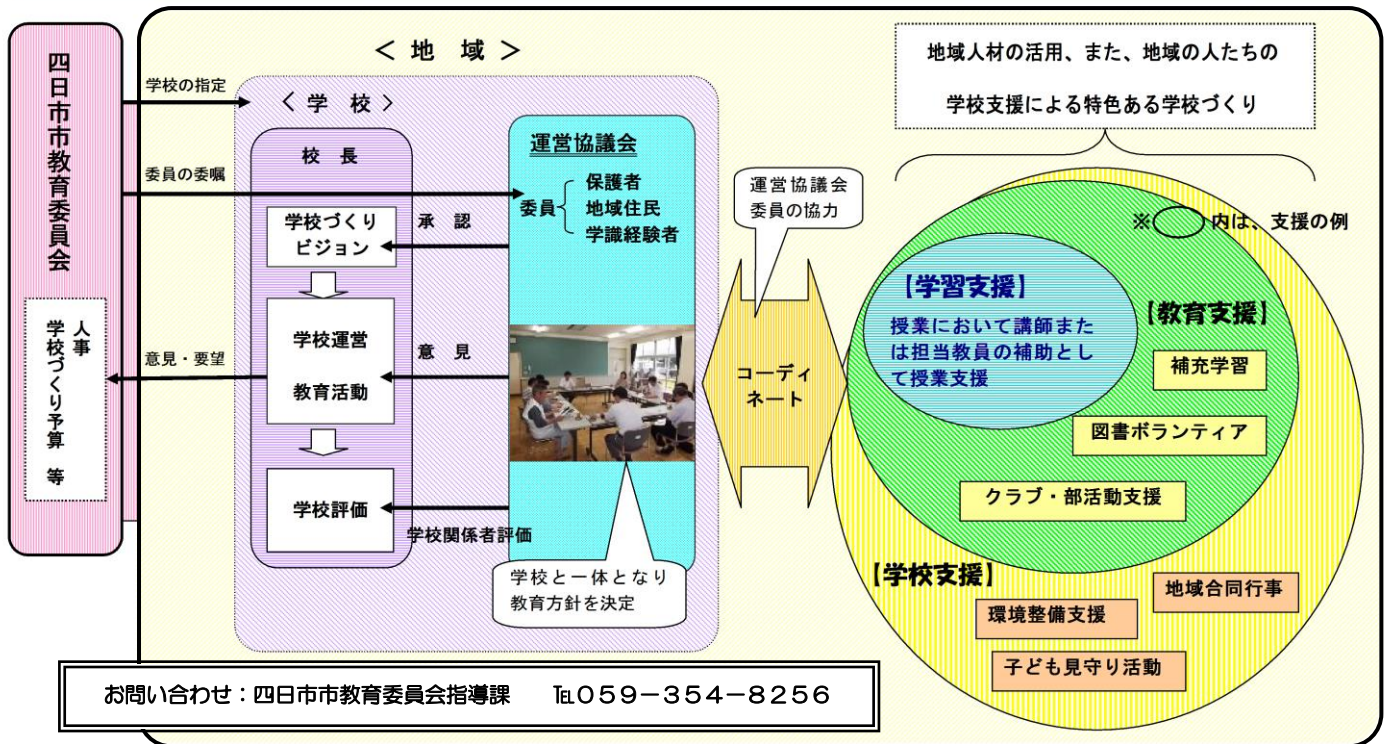 四日市市教育委員会
人事
学校づくり予算 等
＜ 地 域 ＞
学校の指定
委員の委嘱
意見・要望
〈 学 校 〉
校 長
学校づくり
ビジョン
学校運営
教育活動
学校評価
承 認
意 見
学校関係者評価
運営協議会
委員
保護者
地域住民
学識経験者
学校と一体となり
教育方針を決定
運営協議会
委員の協力
コーディ
ネート
地域人材の活用、また、地域の人たちの
学校支援による特色ある学校づくり
※ 内は、支援の例
【学習支援】
授業において講師また
は担当教員の補助とし
て授業支援
【教育支援】
補充学習
図書ボランティア
クラブ・部活動支援
【学校支援】
地域合同行事
環境整備支援
子ども見守り活動
お問い合わせ：四日市市教育委員会指導課 ℡０５９－３５４－８２５６